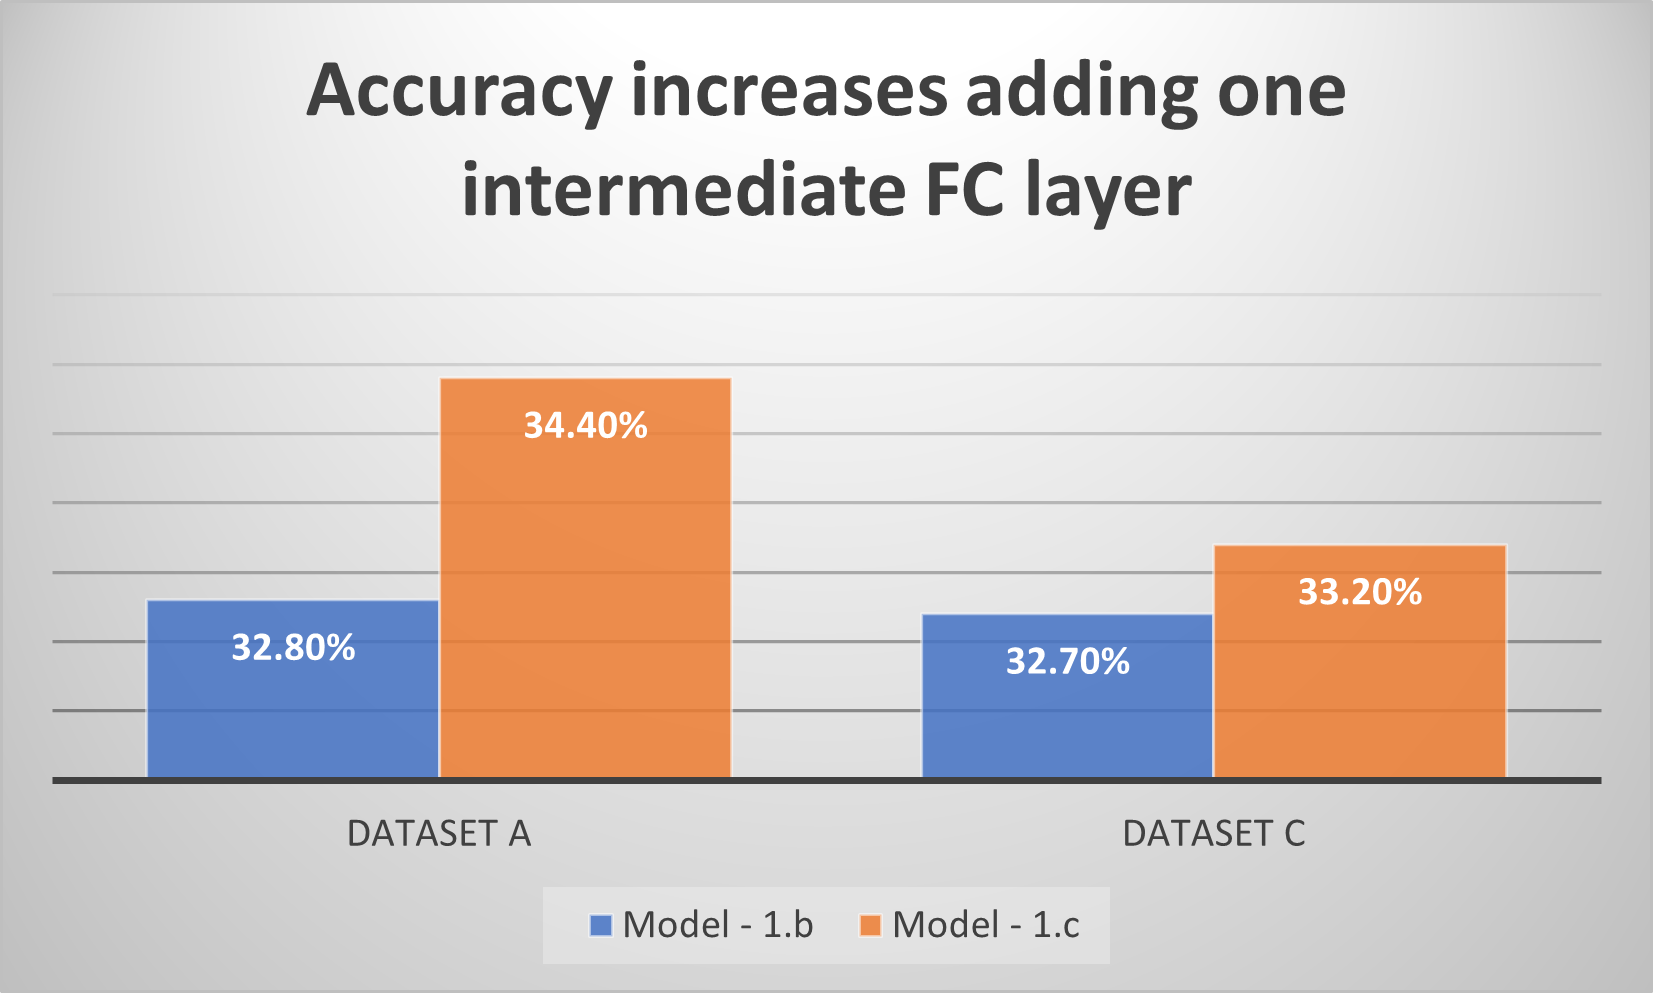 Accuracy increases adding one
intermediate FC layer
34.40%
32.80%
33.20%
32.70%
DATASET A
DATASET C
Model - 1.b
Model - 1.c